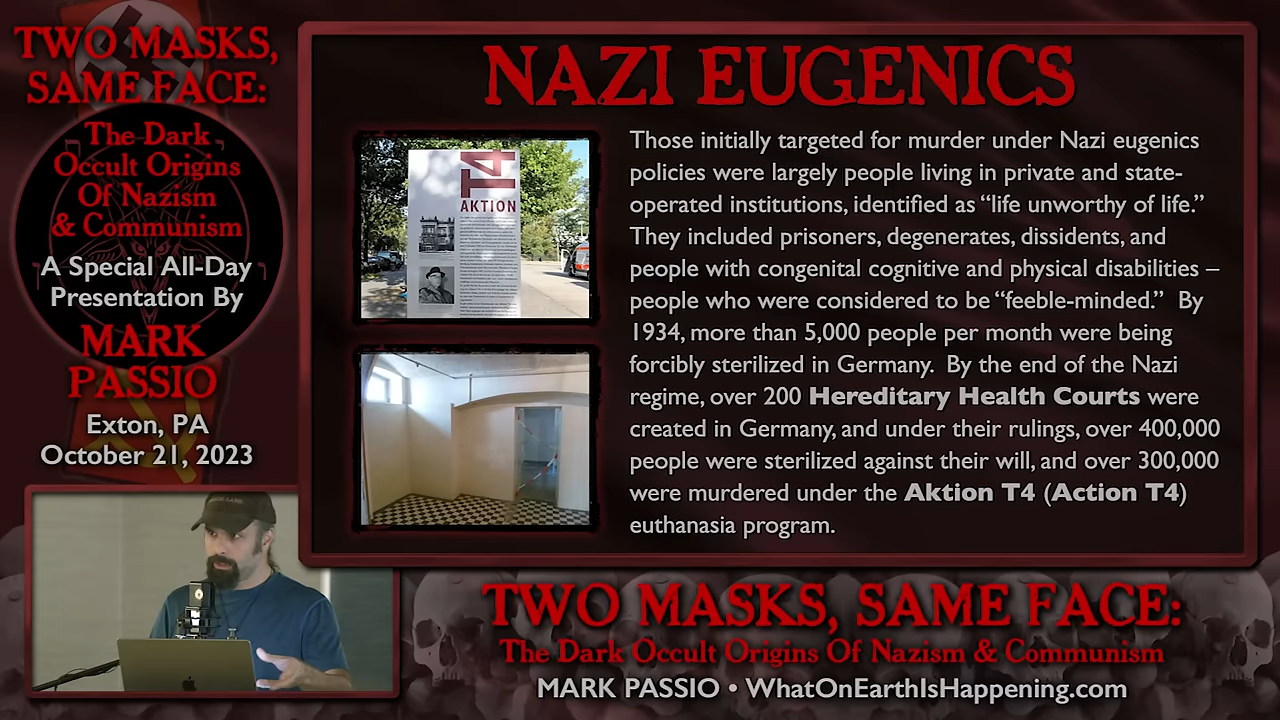 TWO MASKS,
SAME FACE:
The Dark
Occult Origins
Of Nazism
& Communism
A Special All-Day
Presentation By
MARK
PASSIO
Exton, PA
October 21, 2023
NAZI EUGENICS
T4
AKTION
Those initially targeted for murder under Nazi eugenics
policies were largely people living in private and state-
operated institutions, identified as “life unworthy of life.”
They included prisoners, degenerates, dissidents, and
people with congenital cognitive and physical disabilities –
people who were considered to be “feeble-minded.” By
1934, more than 5,000 people per month were being
forcibly sterilized in Germany. By the end of the Nazi
regime, over 200 Hereditary Health Courts were
created in Germany, and under their rulings, over 400,000
people were sterilized against their will, and over 300,000
were murdered under the Aktion T4 (Action T4)
euthanasia program.
TWO MASKS, SAME FACE:
The Dark Occult Origins Of Nazism & Communism
MARK PASSIO • WhatOnEarthIsHappening.com